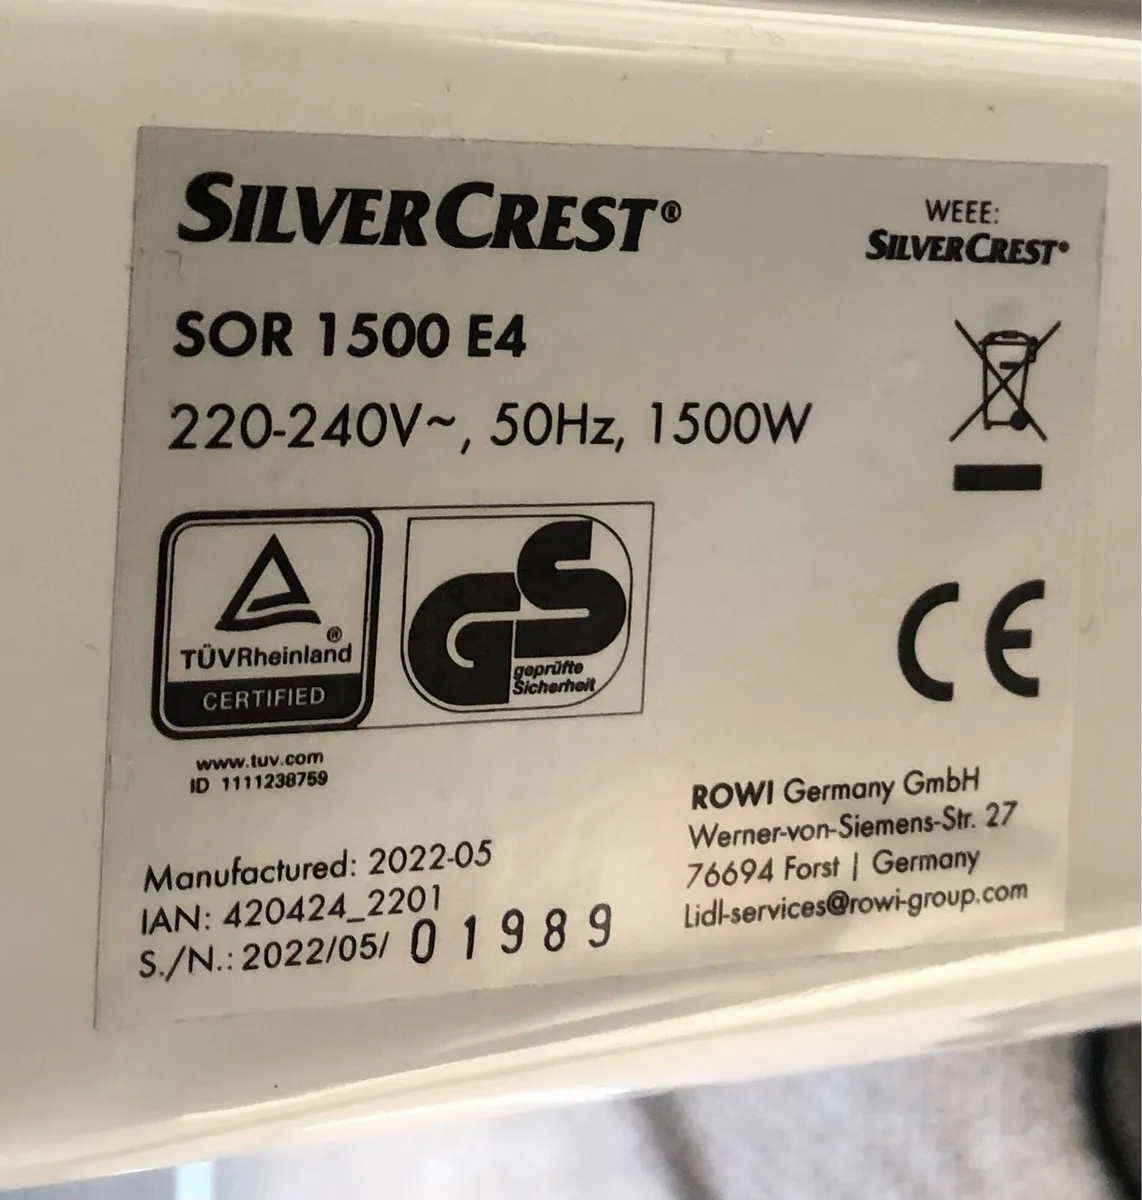 SILVERCREST®
WEEE:
SILVERCREST®
SOR 1500 E4
220-240V~, 50Hz, 1500W
TÜVRheinland®
CERTIFIED
GS
geprüfte
Sicherheit
CE
www.tuv.com
ID 1111238759
Manufactured: 2022-05
IAN: 420424_2201
S./N.: 2022/05/ 01989
ROWI Germany GmbH
Werner-von-Siemens-Str. 27
76694 Forst | Germany
Lidl-services@rowi-group.com